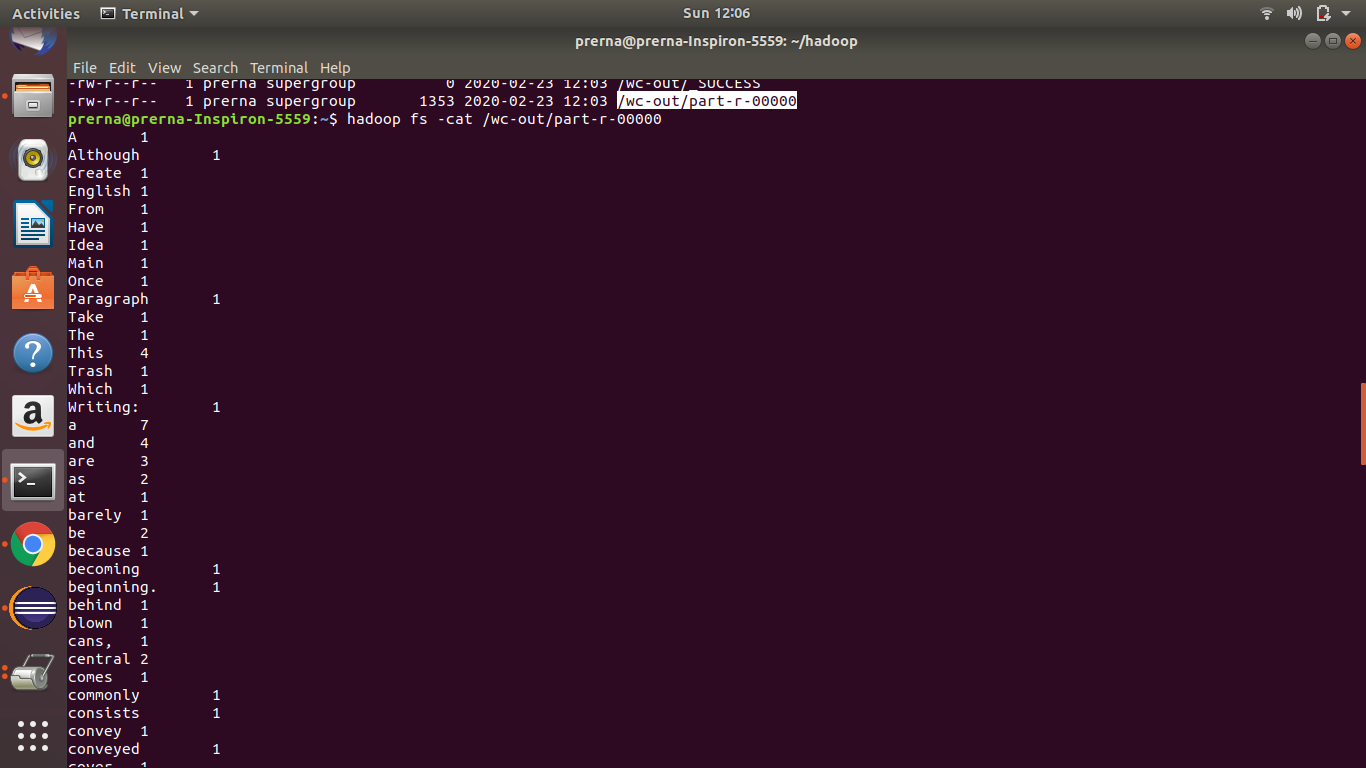 Activities Terminal Sun 12:06
prerna@prerna-Inspiron-5559: ~/hadoop
File Edit View Search Terminal Help
-rw-r--r-- 1 prerna supergroup 0 2020-02-23 12:03 /wc-out/_SUCCESS
-rw-r--r-- 1 prerna supergroup 1353 2020-02-23 12:03 /wc-out/part-r-00000
prerna@prerna-Inspiron-5559:~$ hadoop fs -cat /wc-out/part-r-00000
A 1
Although 1
Create 1
English 1
From 1
Have 1
Idea 1
Main 1
Once 1
Paragraph 1
Take 1
The 1
This 4
Trash 1
Which 1
Writing: 1
a 7
and 4
are 3
as 2
at 1
barely 1
be 2
because 1
becoming 1
beginning. 1
behind 1
blown 1
cans, 1
central 2
comes 1
commonly 1
consists 1
convey 1
conveyed 1
cover 1